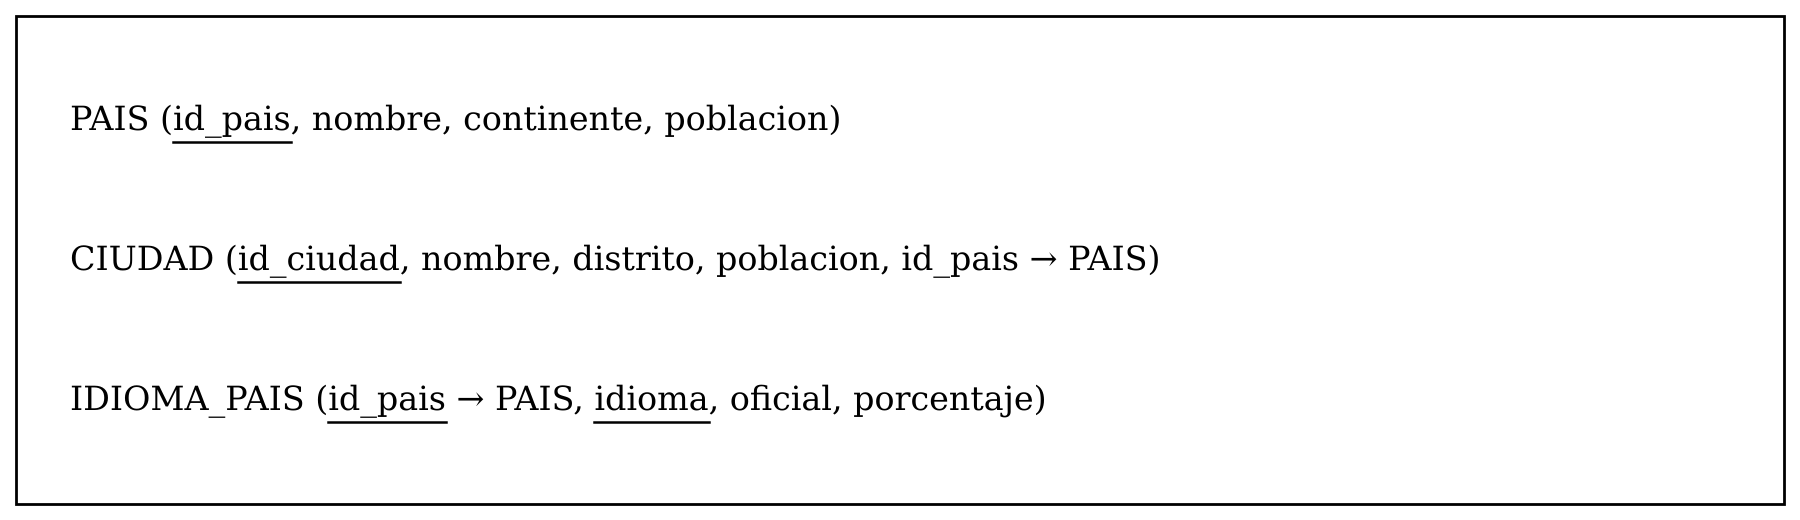 PAIS (id_pais, nombre, continente, poblacion)
CIUDAD (id_ciudad, nombre, distrito, poblacion, id_pais → PAIS)
IDIOMA_PAIS (id_pais → PAIS, idioma, oficial, porcentaje)